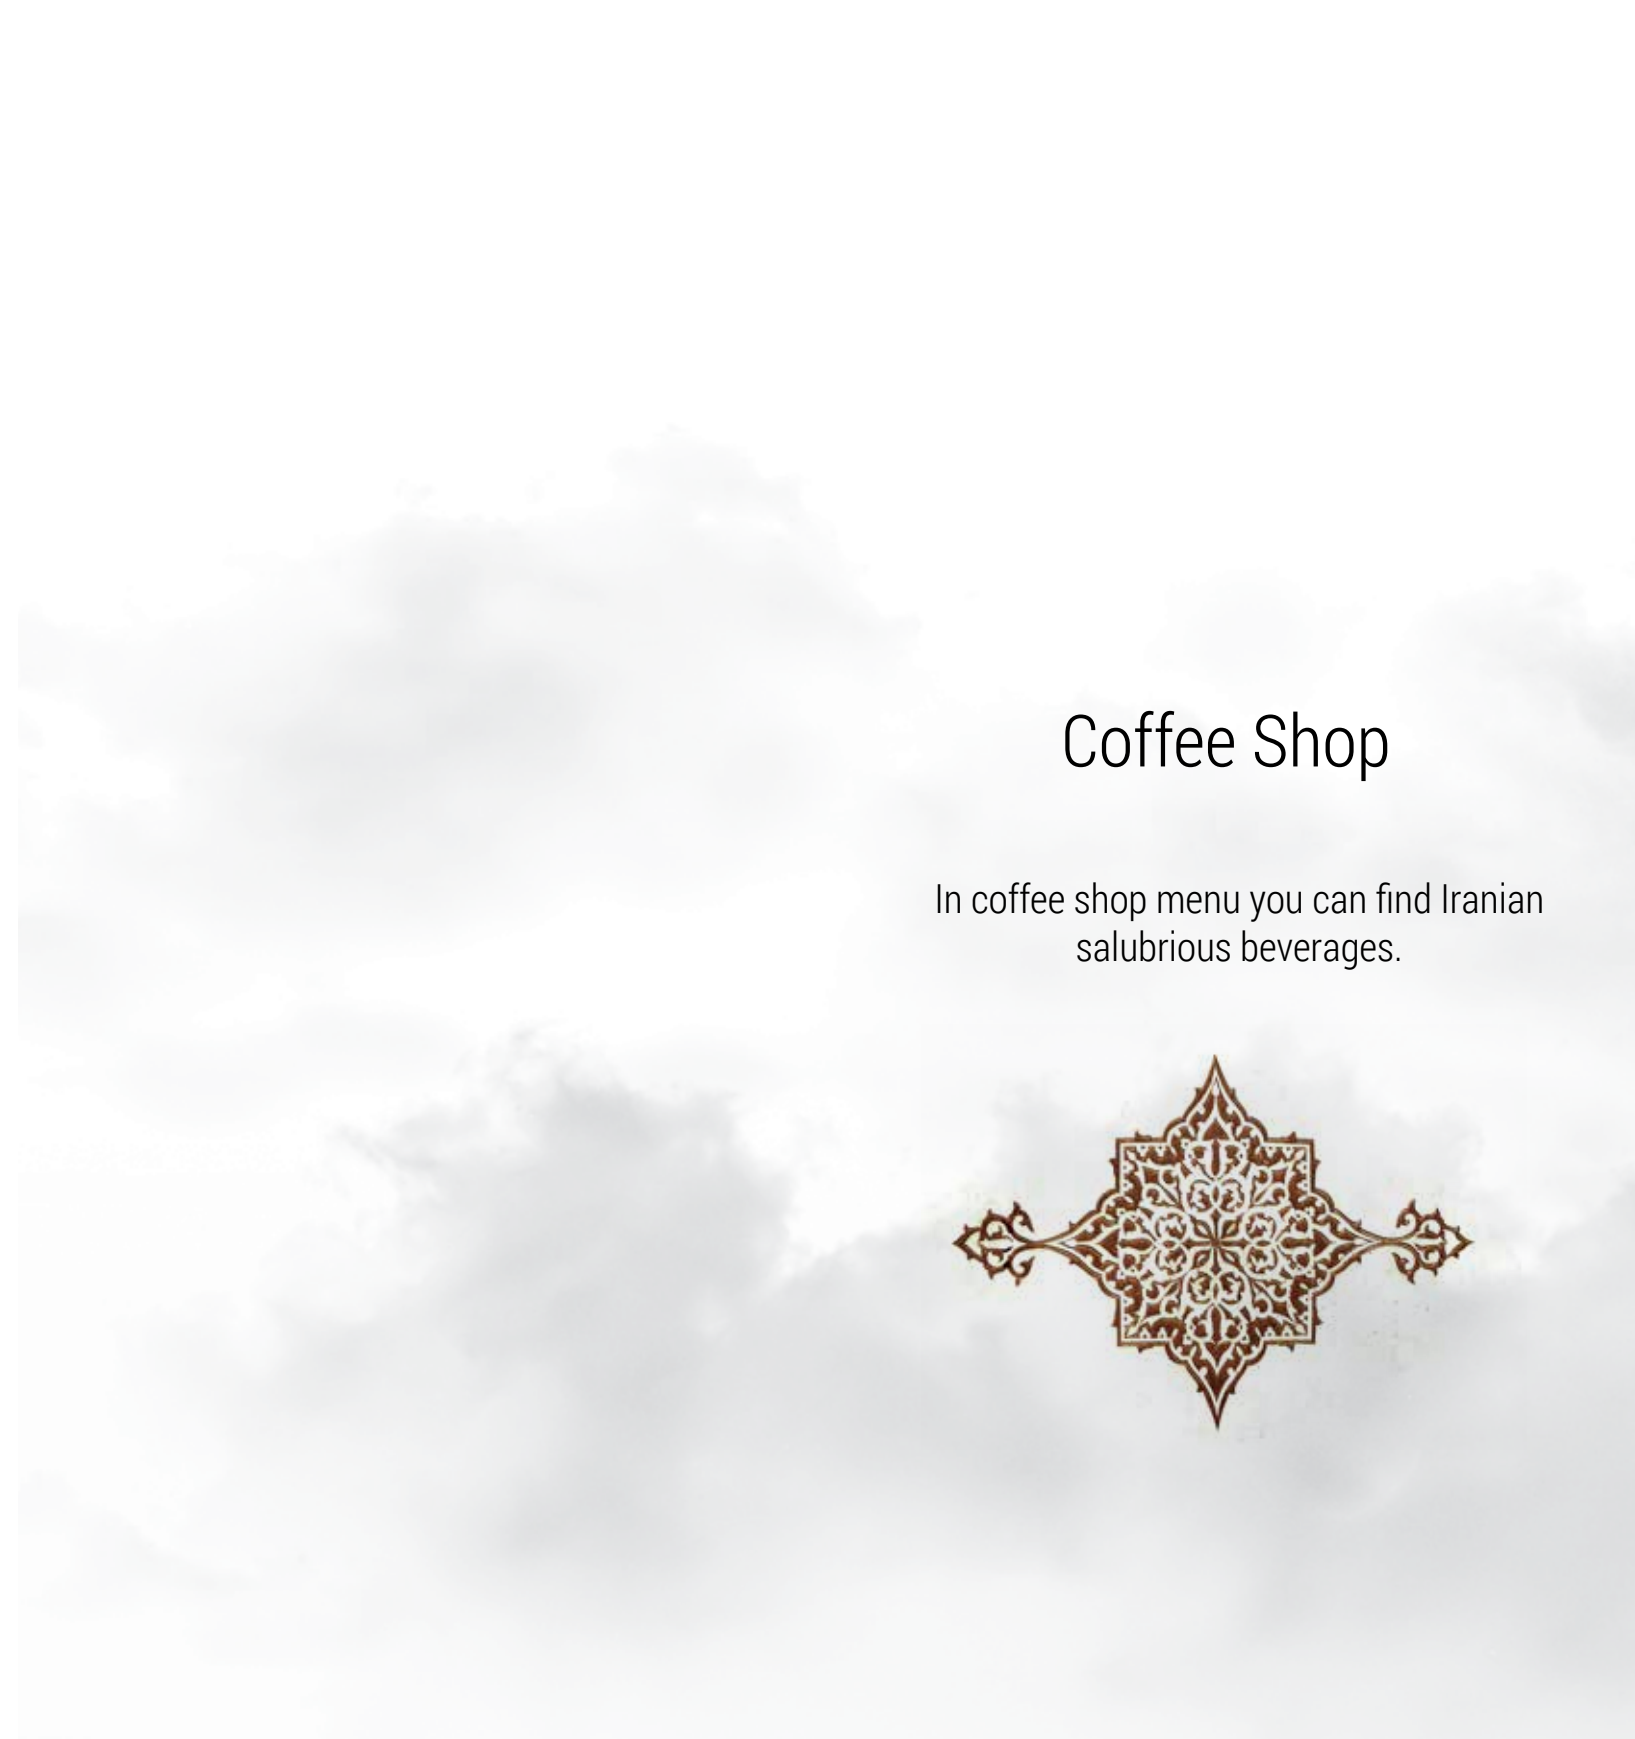 Coffee Shop
In coffee shop menu you can find Iranian
salubrious beverages.